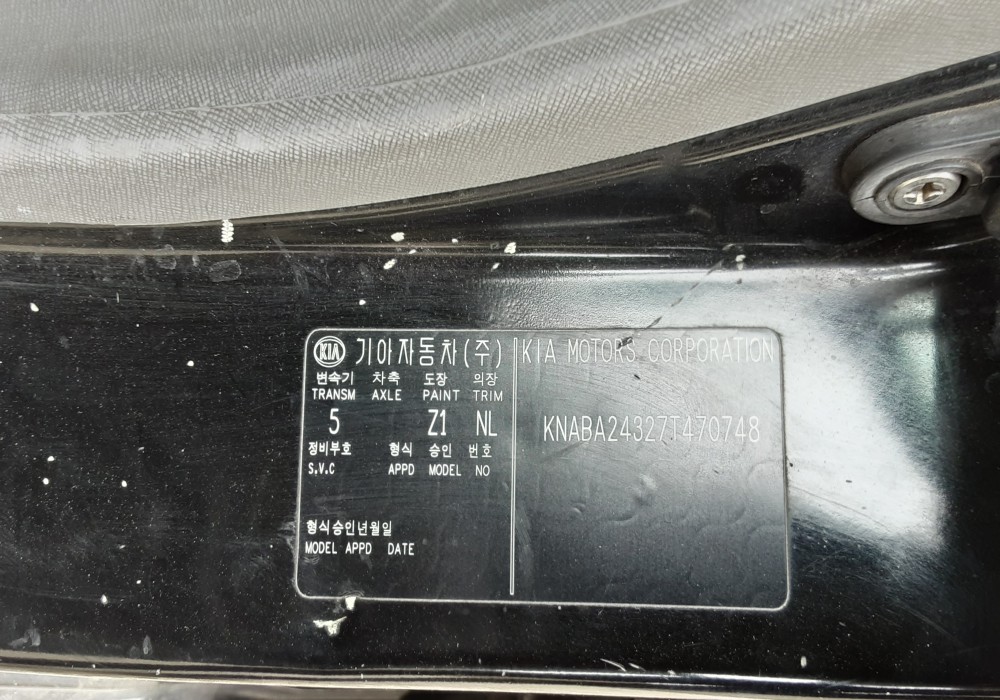 KIA 기아자동차(주) KIA MOTORS CORPORATION
변속기 차축 도장 의장
TRANSM AXLE PAINT TRIM
5 Z1 NL
KNABA24327T470748
정비부호 형식 승인 번호
S.V.C APPD MODEL NO
형식승인년월일
MODEL APPD DATE